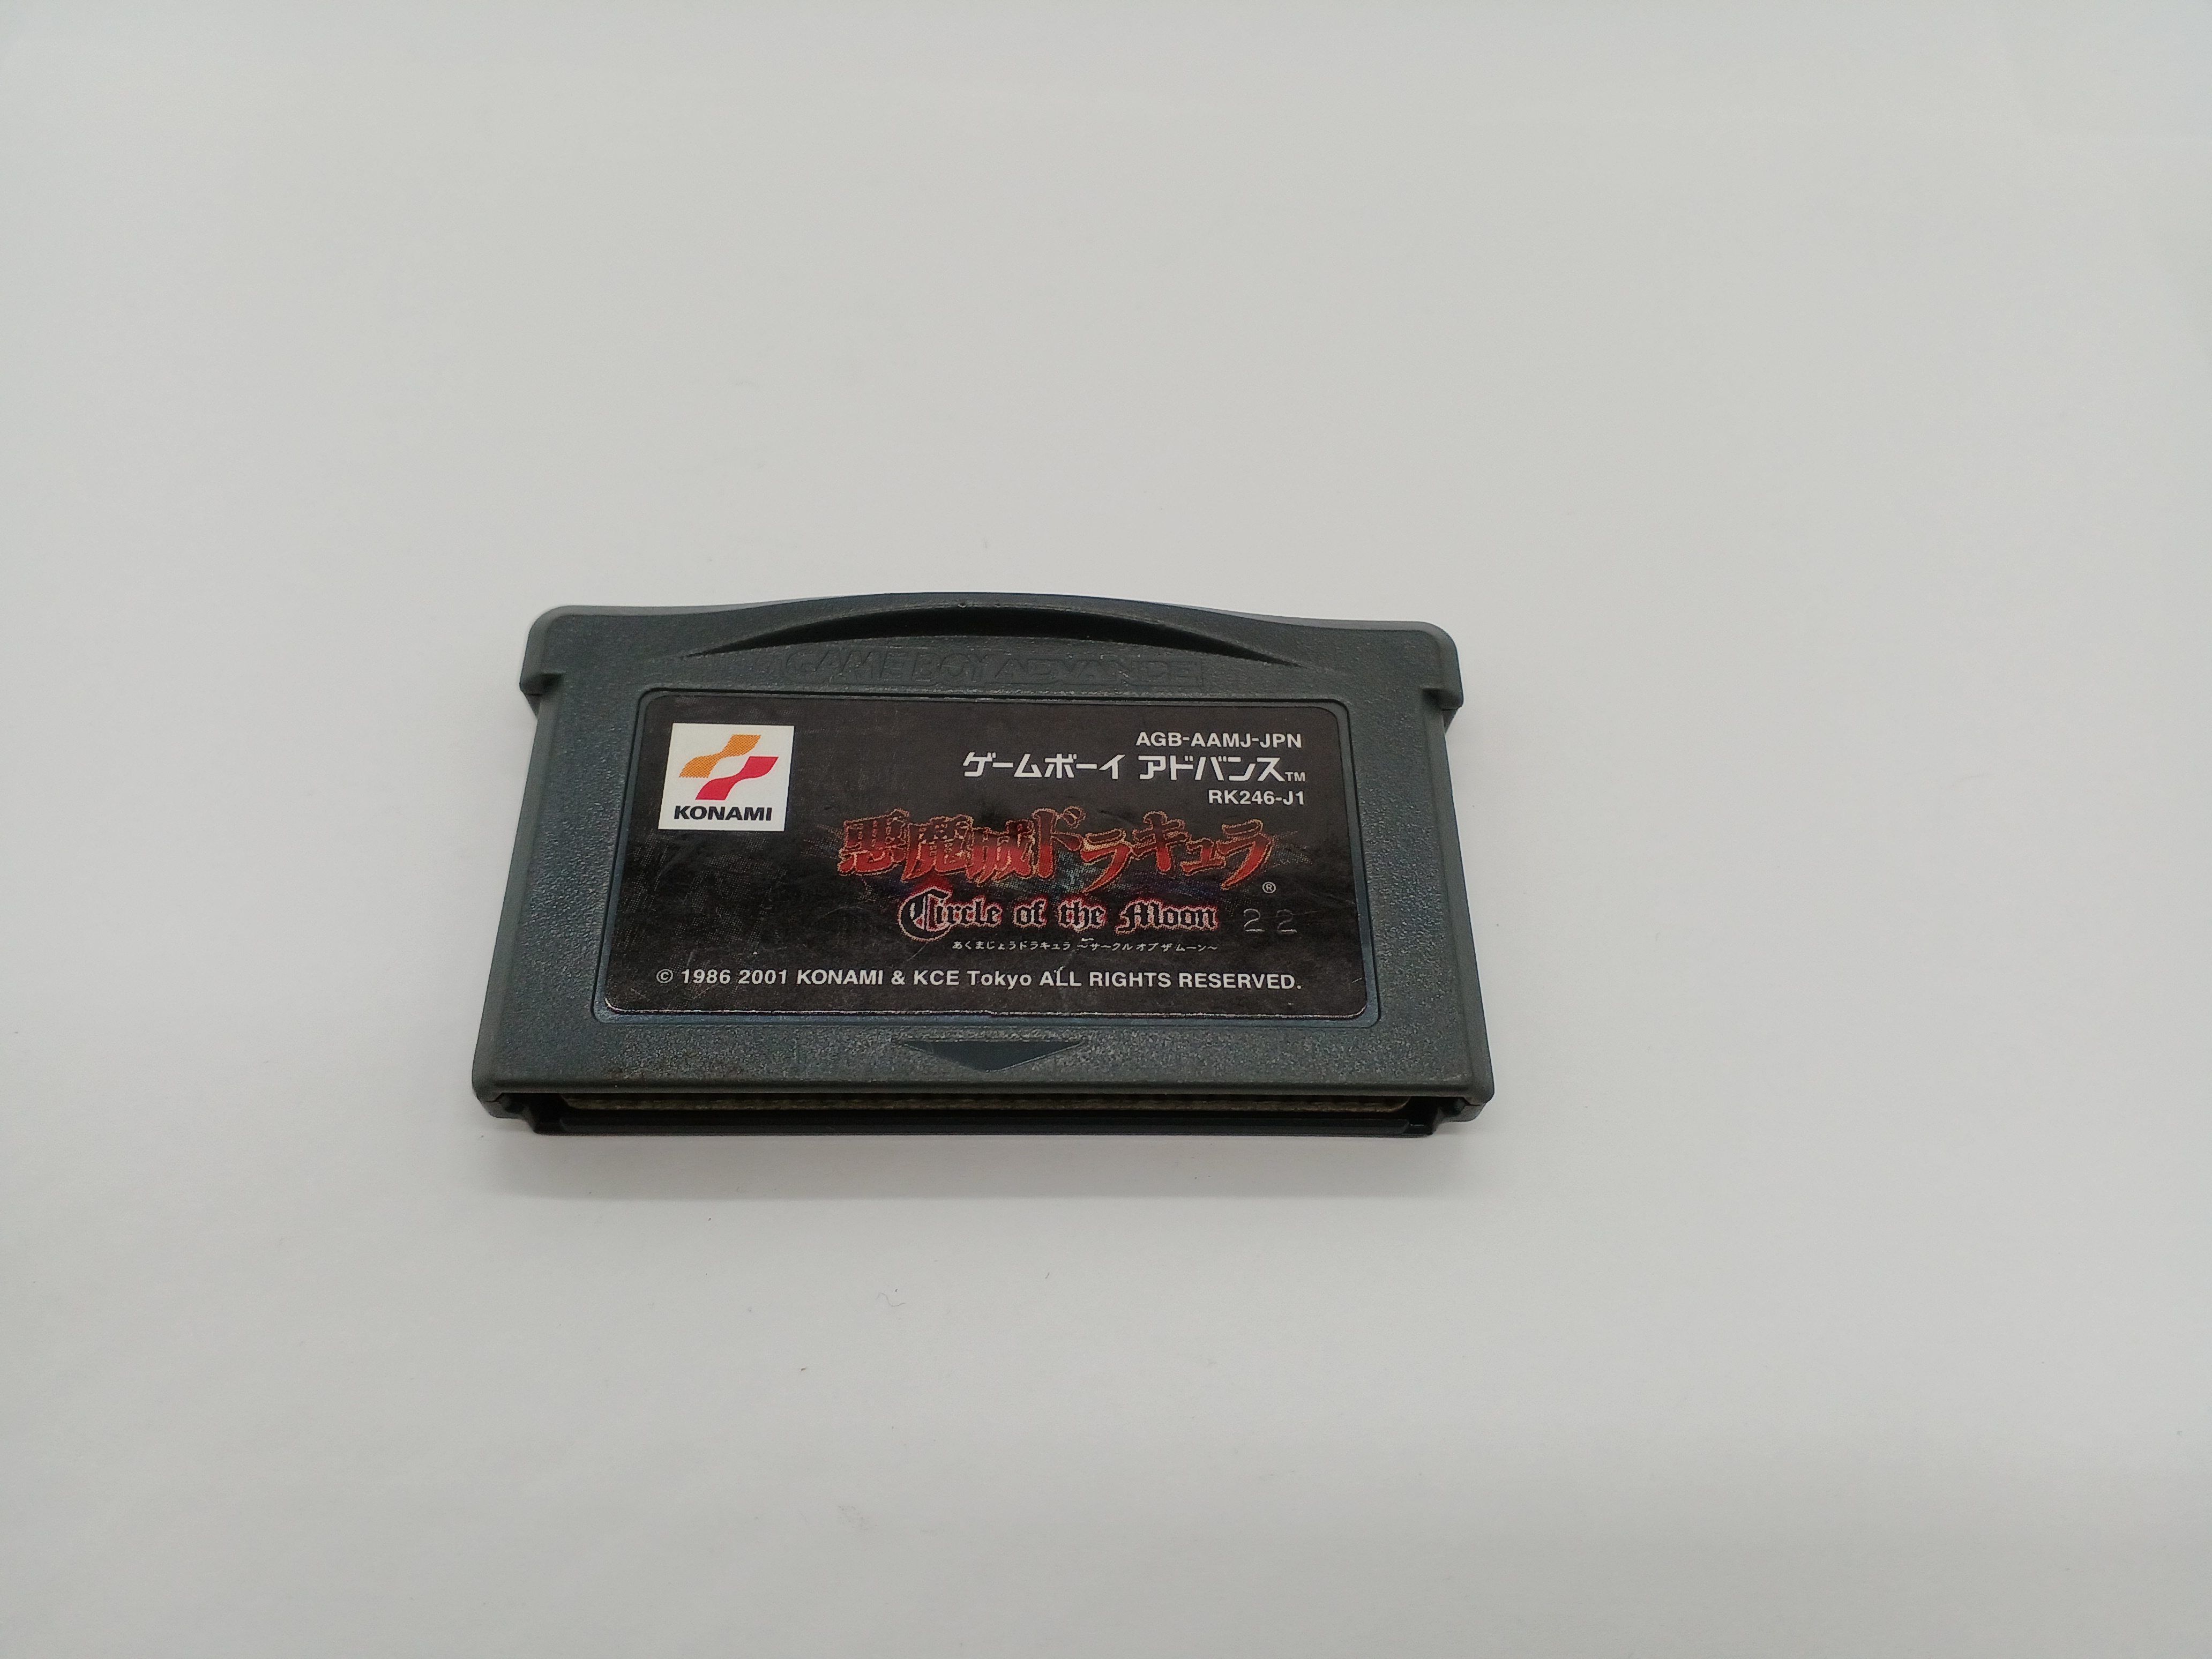 GAME BOY ADVANCE
KONAMI
AGB-AAMJ-JPN
ゲームボーイ アドバンス™
RK246-J1
悪魔城ドラキュラ®
Circle of the Moon 22
あくまじょうドラキュラ ～サークル オブ ザ ムーン～
© 1986 2001 KONAMI & KCE Tokyo ALL RIGHTS RESERVED.